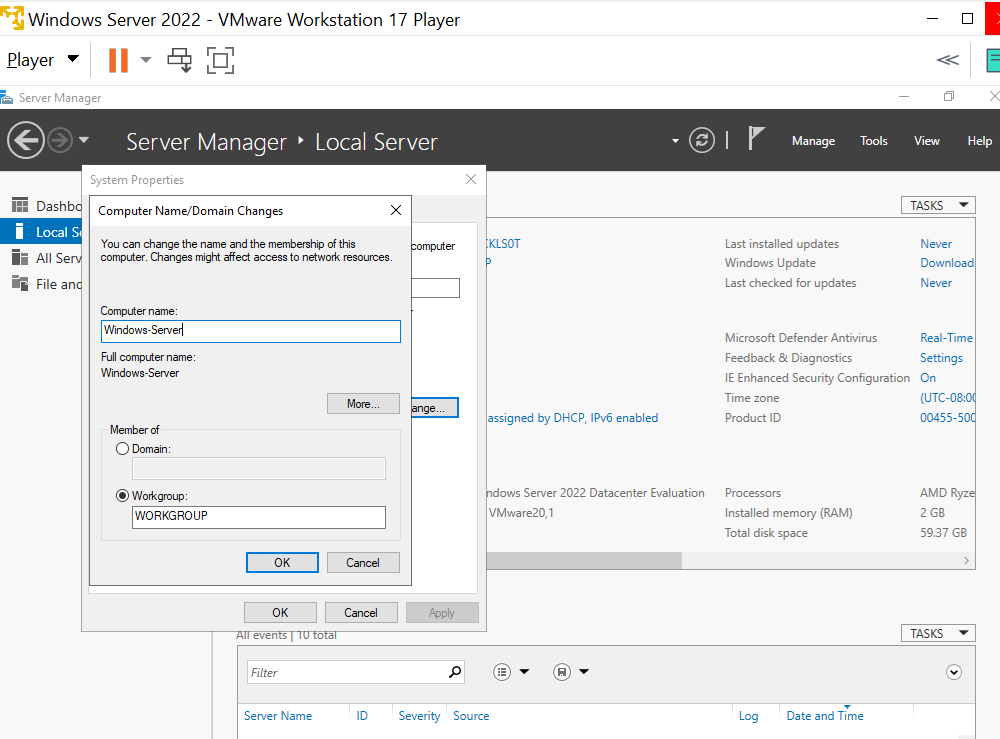 Windows Server 2022 - VMware Workstation 17 Player
Player
Server Manager
Server Manager ‣ Local Server
Manage Tools View Help
System Properties
Computer Name/Domain Changes
You can change the name and the membership of this
computer. Changes might affect access to network resources.
Computer name:
Windows-Server
Full computer name:
Windows-Server
More...
Member of
Domain:
Workgroup:
WORKGROUP
OK Cancel
computer
ange...
OK Cancel Apply
Dashbo
Local Se
All Serv
File and
TASKS
CKLS0T
P
Last installed updates Never
Windows Update Download
Last checked for updates Never
Microsoft Defender Antivirus Real-Time
Feedback & Diagnostics Settings
IE Enhanced Security Configuration On
Time zone (UTC-08:00
assigned by DHCP, IPv6 enabled
Product ID 00455-500
ndows Server 2022 Datacenter Evaluation
Processors AMD Ryze
VMware20,1
Installed memory (RAM) 2 GB
Total disk space 59.37 GB
All events | 10 total
TASKS
Filter
Server Name ID Severity Source Log Date and Time